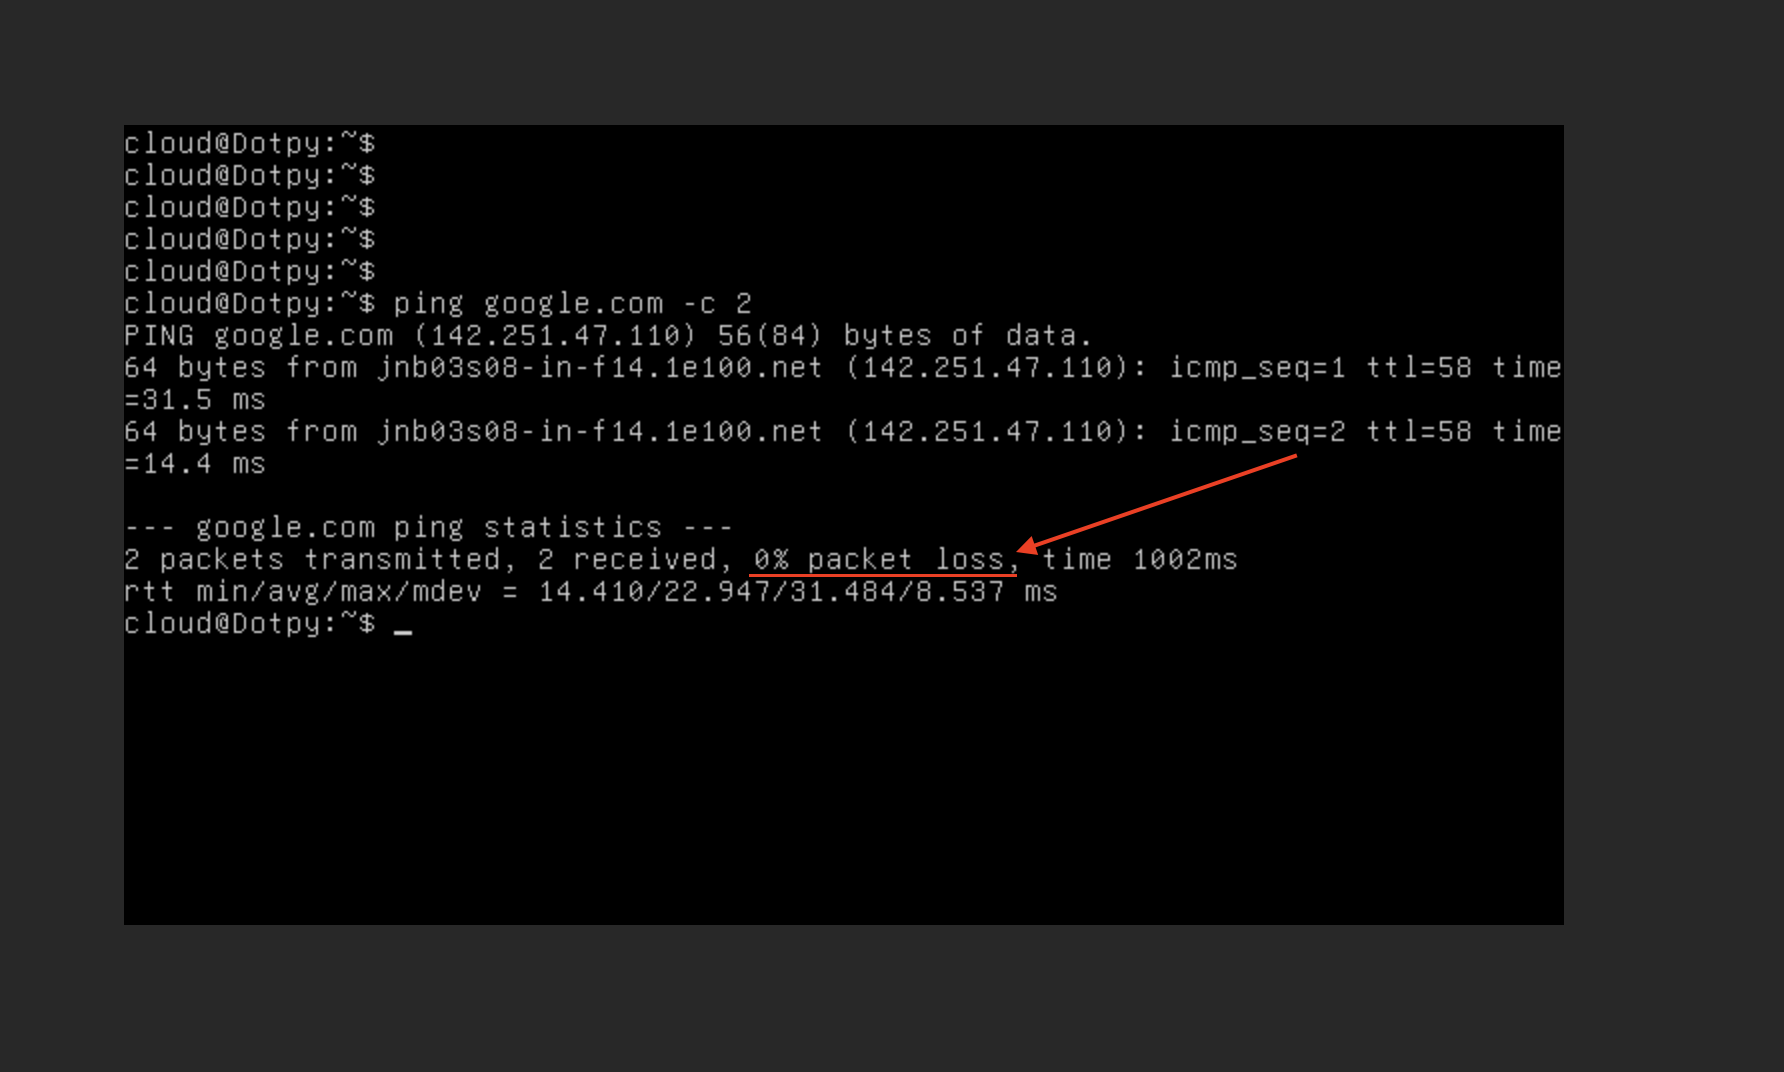 cloud@Dotpy:~$
cloud@Dotpy:~$
cloud@Dotpy:~$
cloud@Dotpy:~$
cloud@Dotpy:~$
cloud@Dotpy:~$ ping google.com -c 2
PING google.com (142.251.47.110) 56(84) bytes of data.
64 bytes from jnb03s08-in-f14.1e100.net (142.251.47.110): icmp_seq=1 ttl=58 time
=31.5 ms
64 bytes from jnb03s08-in-f14.1e100.net (142.251.47.110): icmp_seq=2 ttl=58 time
=14.4 ms
--- google.com ping statistics ---
2 packets transmitted, 2 received, 0% packet loss, time 1002ms
rtt min/avg/max/mdev = 14.410/22.947/31.484/8.537 ms
cloud@Dotpy:~$ _